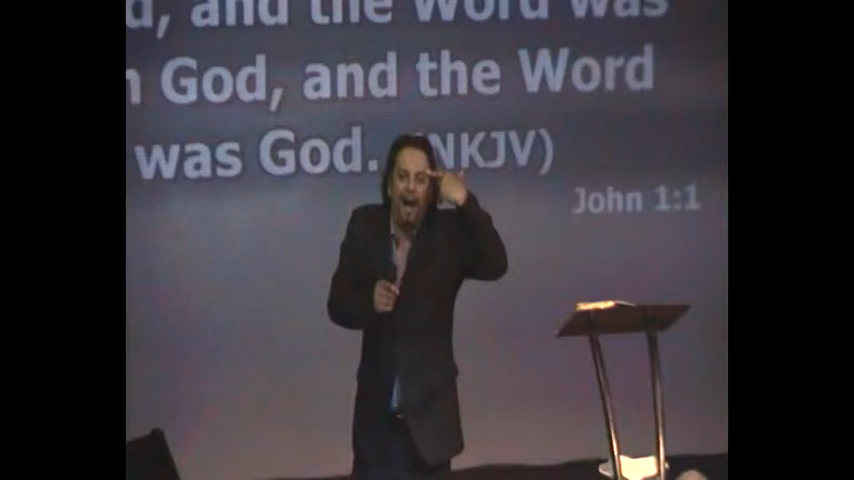 d, and the Word was
God, and the Word
was God. (NKJV)
John 1:1